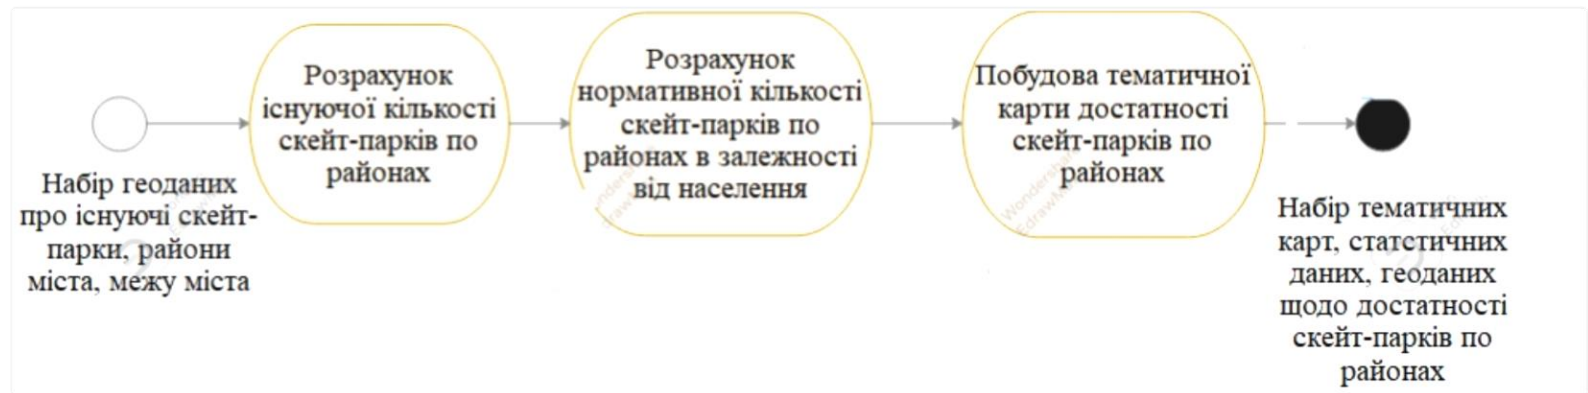 Набір геоданих
про існуючі скейт-
парки, райони
міста, межу міста
Розрахунок
існуючої кількості
скейт-парків по
районах
Розрахунок
нормативної кількості
скейт-парків по
районах в залежності
від населення
Побудова тематичної
карти достатності
скейт-парків по
районах
Wondershare
EdrawM
Набір тематичних
карт, статстичних
даних, геоданих
щодо достатності
скейт-парків по
районах